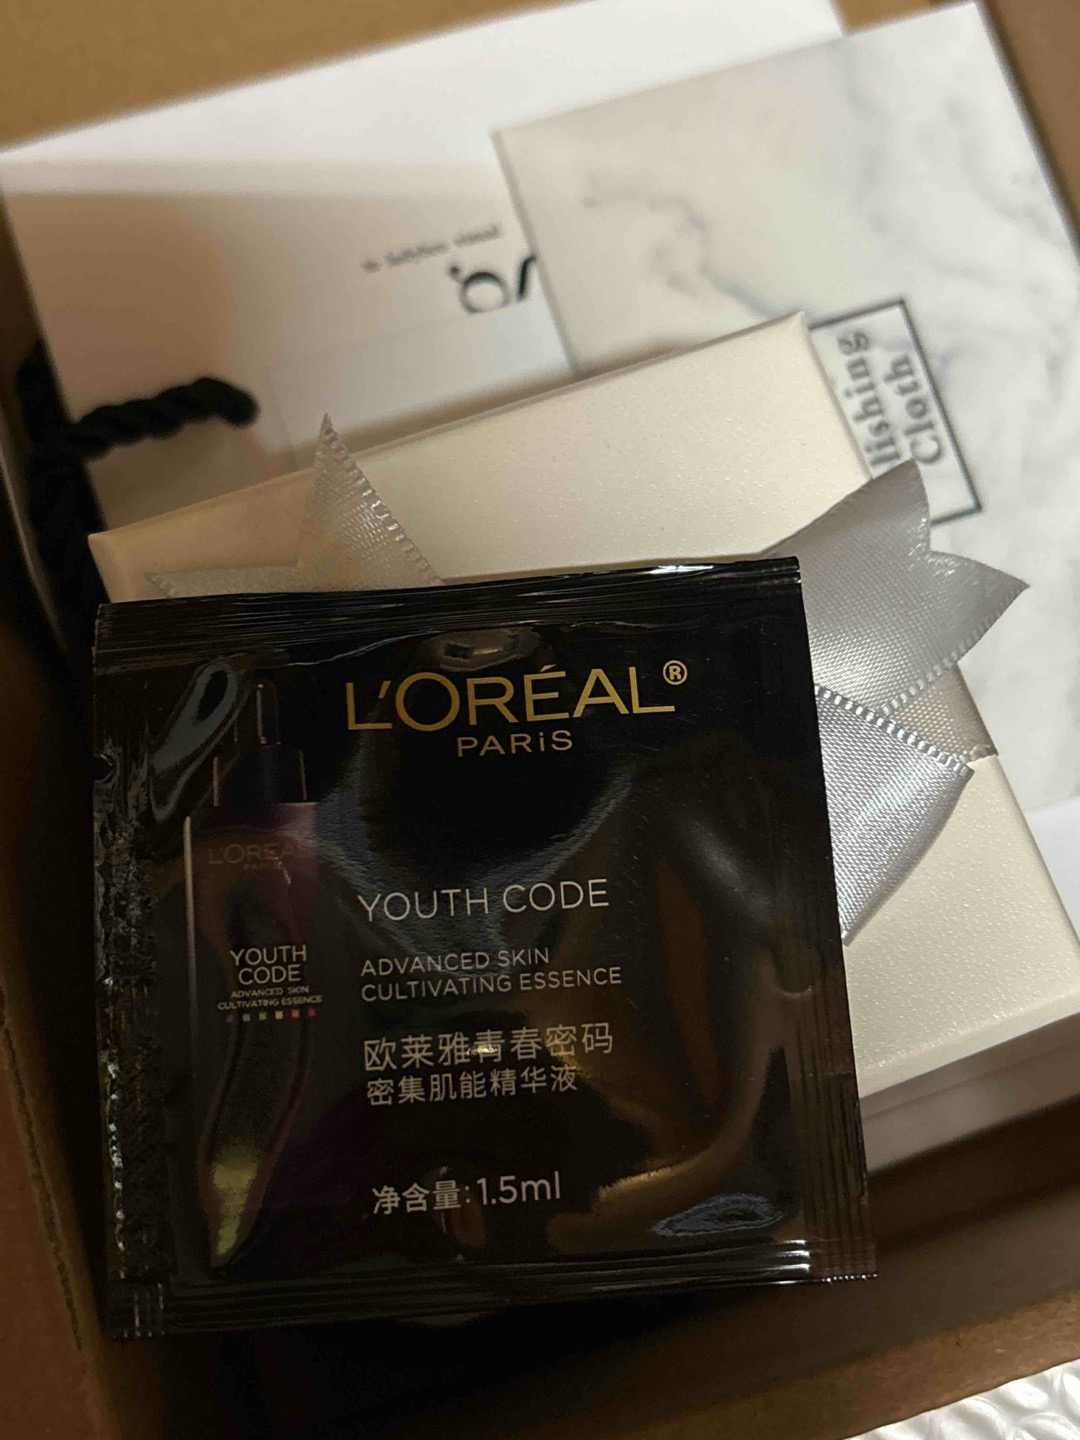 lishing
Cloth
L'ORÉAL®
PARiS
L'ORÉAL
YOUTH CODE
YOUTH
CODE
ADVANCED SKIN
CULTIVATING ESSENCE
ADVANCED SKIN
CULTIVATING ESSENCE
欧莱雅青春密码
密集肌能精华液
净含量:1.5ml